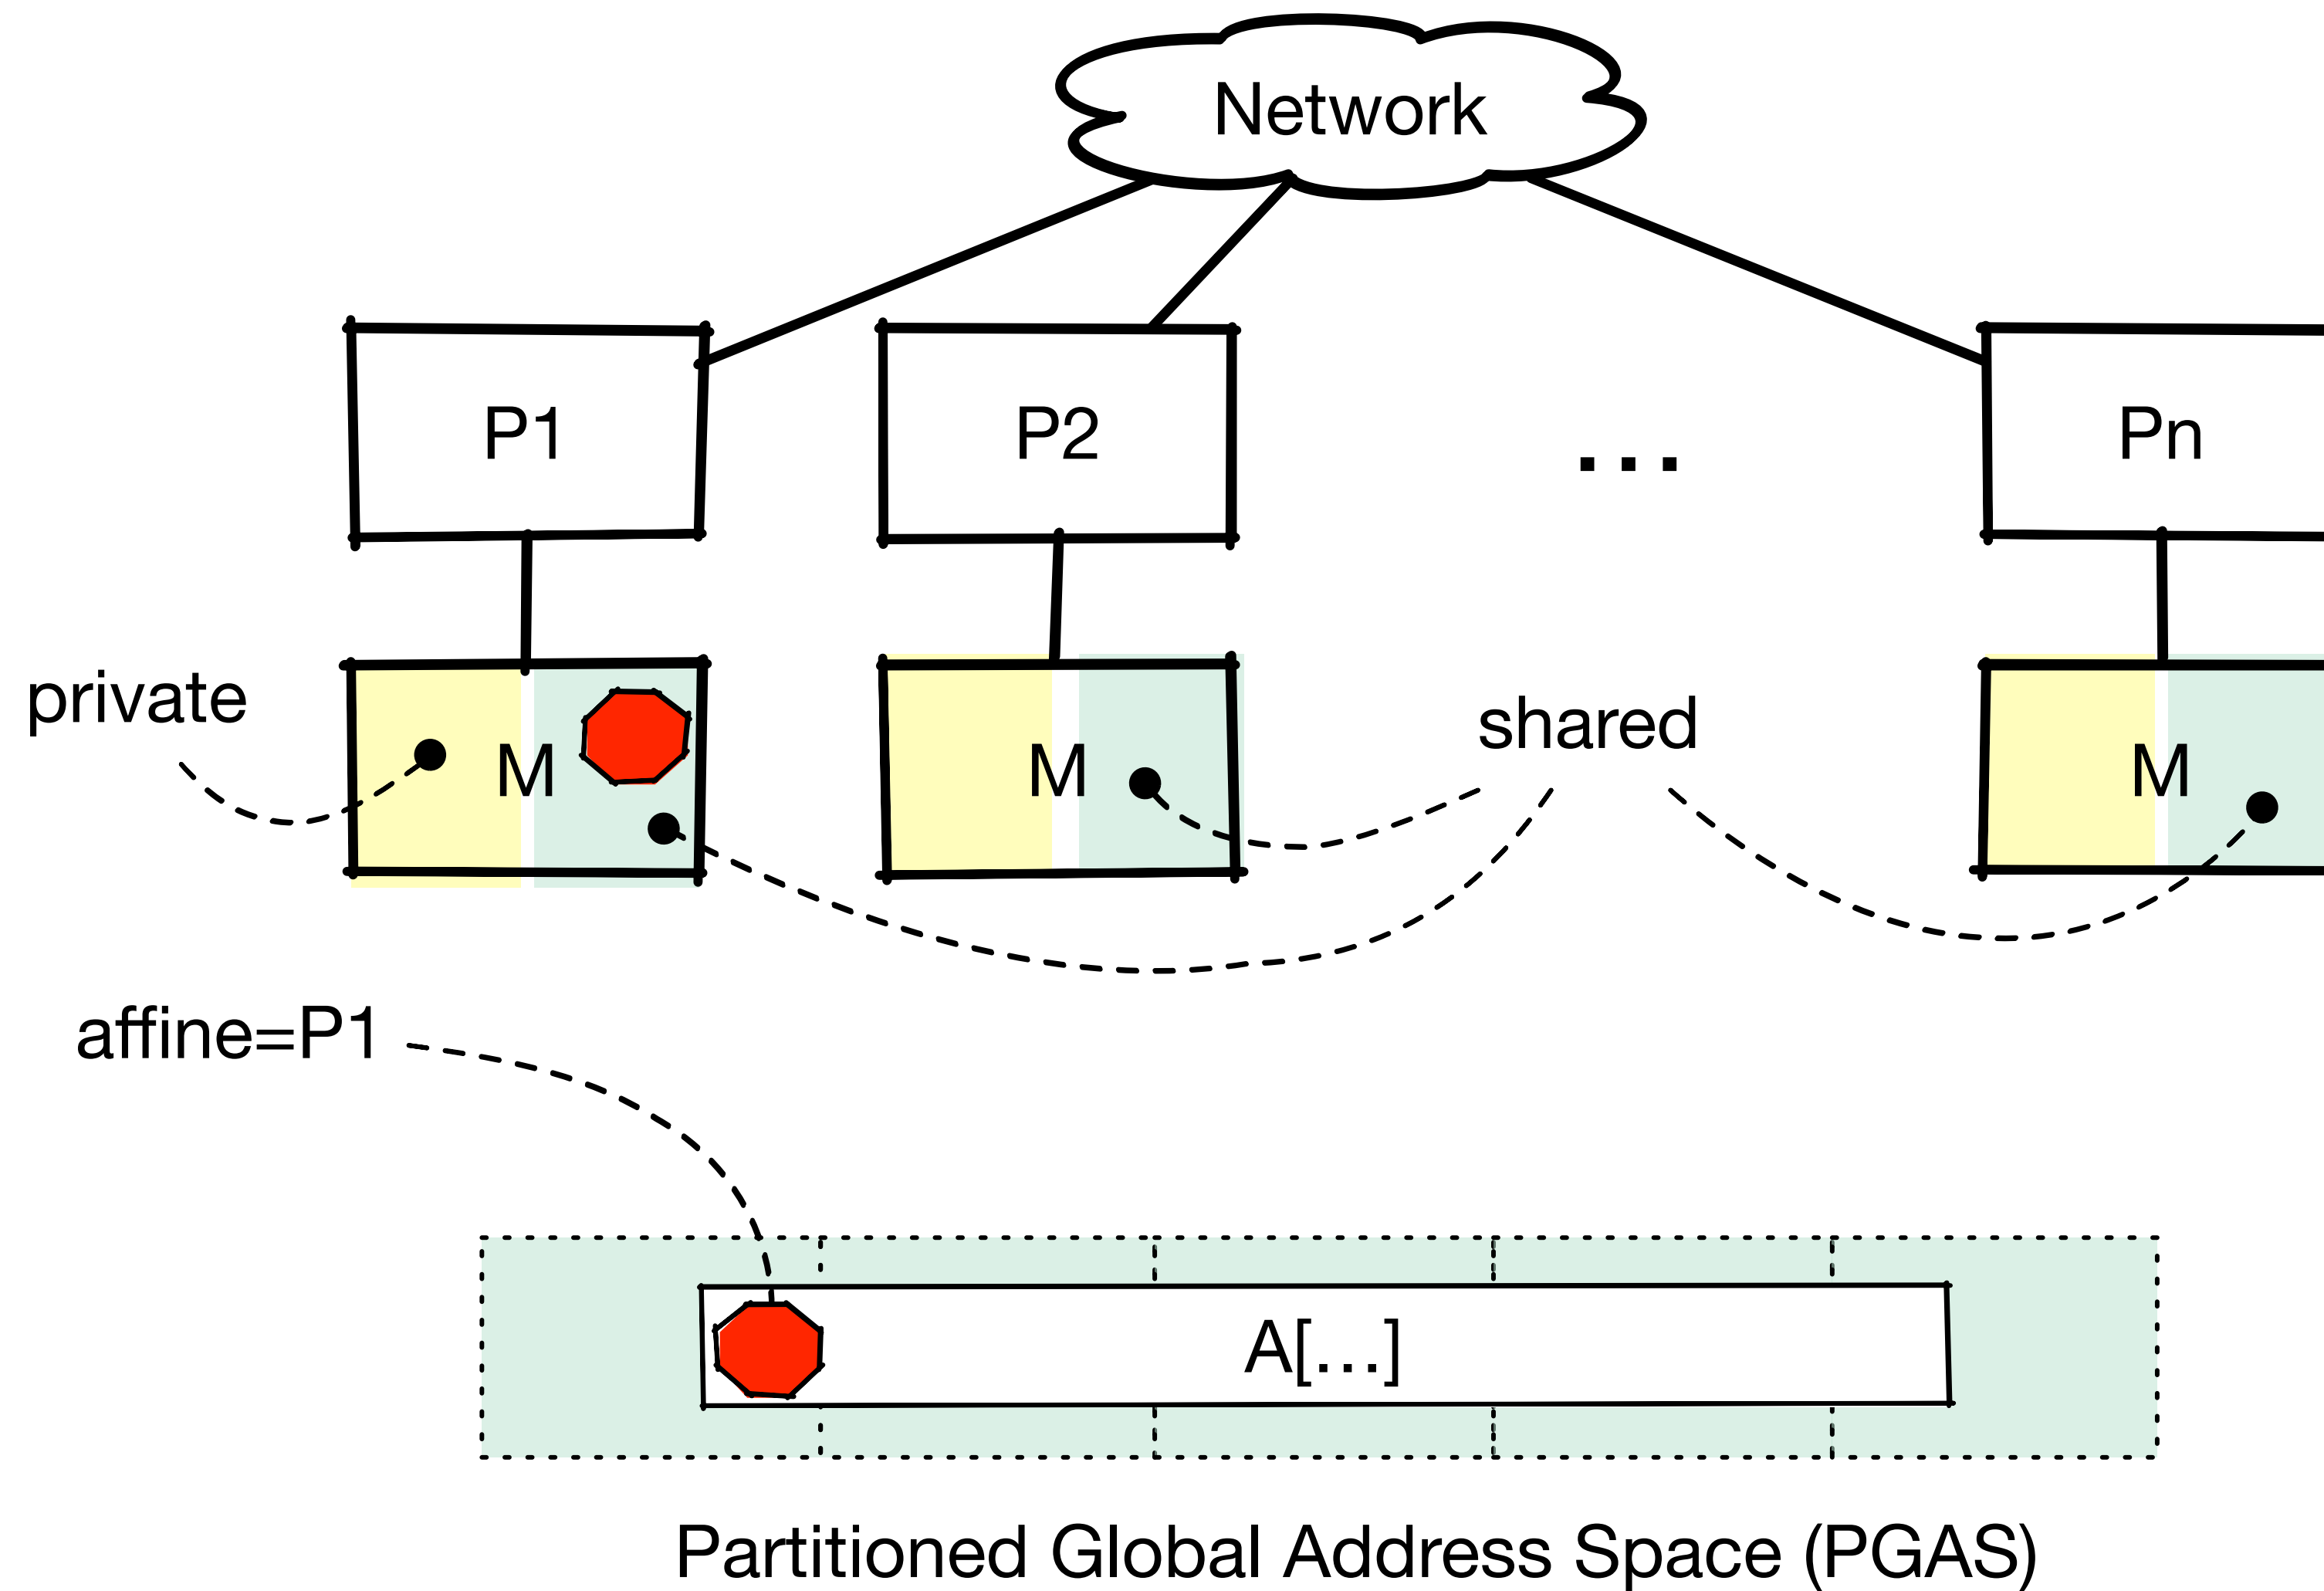 Network
P1
P2
...
Pn
private
M
M
shared
M
affine=P1
A[...]
Partitioned Global Address Space (PGAS)